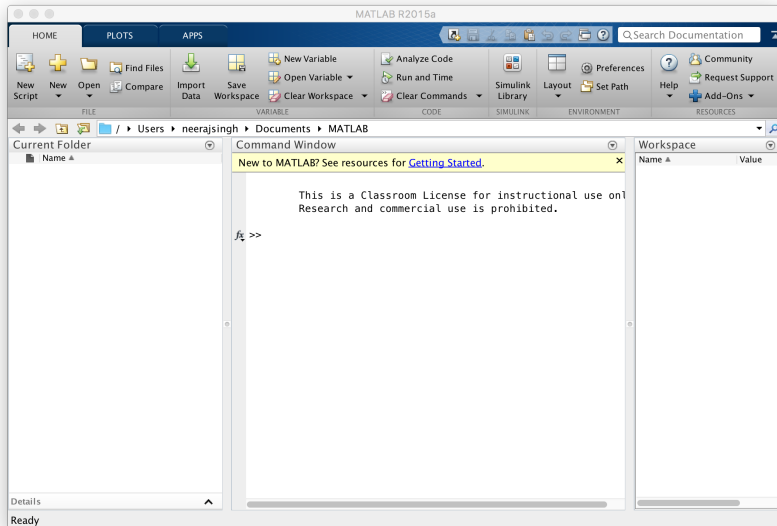 MATLAB R2015a
HOME PLOTS APPS
Search Documentation
New Script
New
Open
Find Files
Compare
FILE
Import Data
Save Workspace
New Variable
Open Variable
Clear Workspace
VARIABLE
Analyze Code
Run and Time
Clear Commands
CODE
Simulink Library
SIMULINK
Layout
Preferences
Set Path
ENVIRONMENT
Help
Community
Request Support
Add-Ons
RESOURCES
/ Users neerajsingh Documents MATLAB
Current Folder
Name
Command Window
New to MATLAB? See resources for Getting Started.
This is a Classroom License for instructional use onl
Research and commercial use is prohibited.
fx >>
Workspace
Name Value
Details
Ready